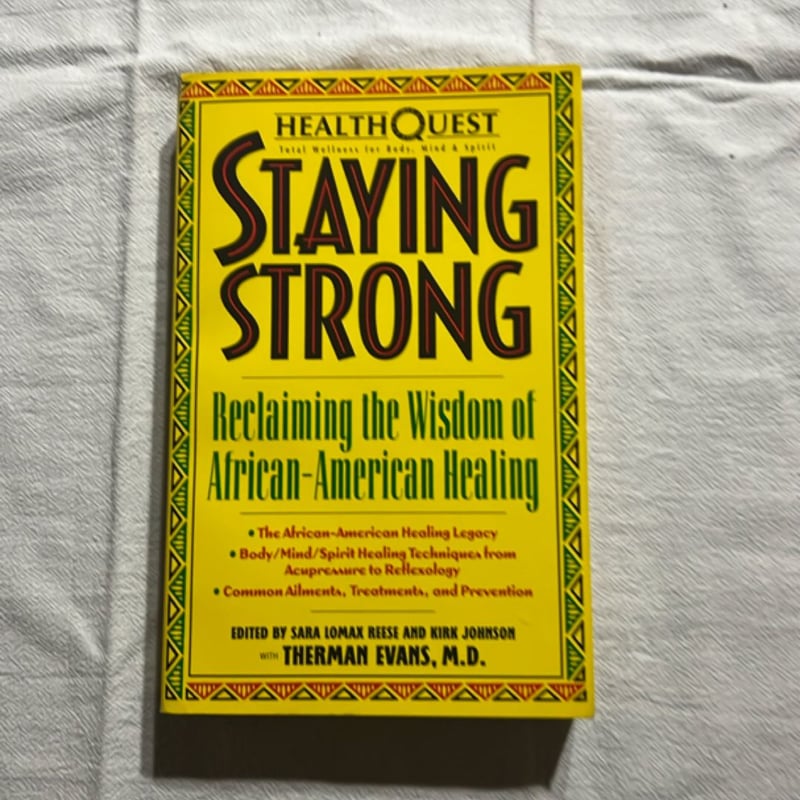 HEALTHQUEST
Total Wellness for Body, Mind & Spirit
STAYING
STRONG
Reclaiming the Wisdom of
African-American Healing
• The African-American Healing Legacy
• Body/Mind/Spirit Healing Techniques from
Acupressure to Reflexology
• Common Ailments, Treatments, and Prevention
EDITED BY SARA LOMAX REESE AND KIRK JOHNSON
WITH THERMAN EVANS, M.D.